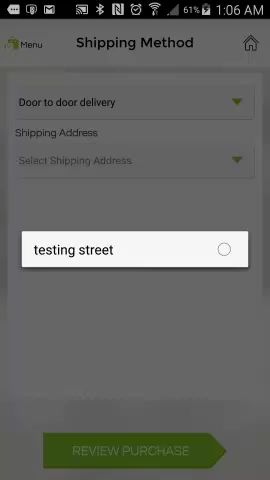 61% 1:06 AM
Menu
Shipping Method
Door to door delivery
Shipping Address
Select Shipping Address
testing street
REVIEW PURCHASE